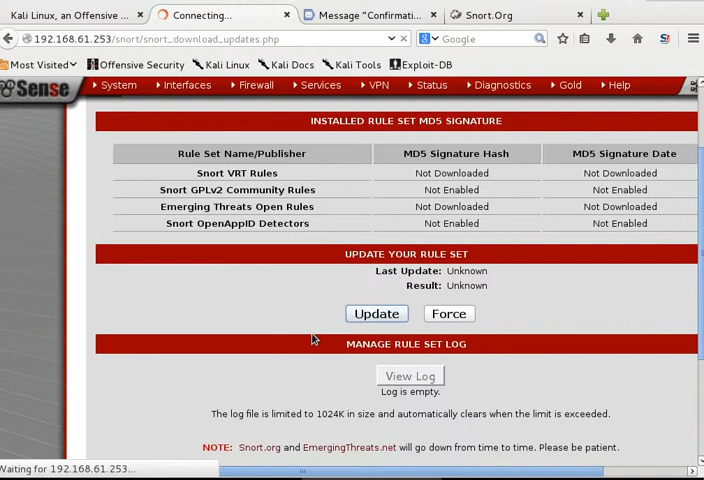 Kali Linux, an Offensive ... × Connecting... × Message “Confirmati... × Snort.Org ×
192.168.61.253/snort/snort_download_updates.php Google
Most Visited Offensive Security Kali Linux Kali Docs Kali Tools Exploit-DB
Sense System Interfaces Firewall Services VPN Status Diagnostics Gold Help
INSTALLED RULE SET MD5 SIGNATURE
Rule Set Name/Publisher MD5 Signature Hash MD5 Signature Date
Snort VRT Rules Not Downloaded Not Downloaded
Snort GPLv2 Community Rules Not Enabled Not Enabled
Emerging Threats Open Rules Not Downloaded Not Downloaded
Snort OpenAppID Detectors Not Enabled Not Enabled
UPDATE YOUR RULE SET
Last Update: Unknown
Result: Unknown
Update Force
MANAGE RULE SET LOG
View Log
Log is empty.
The log file is limited to 1024K in size and automatically clears when the limit is exceeded.
NOTE: Snort.org and EmergingThreats.net will go down from time to time. Please be patient.
Waiting for 192.168.61.253...